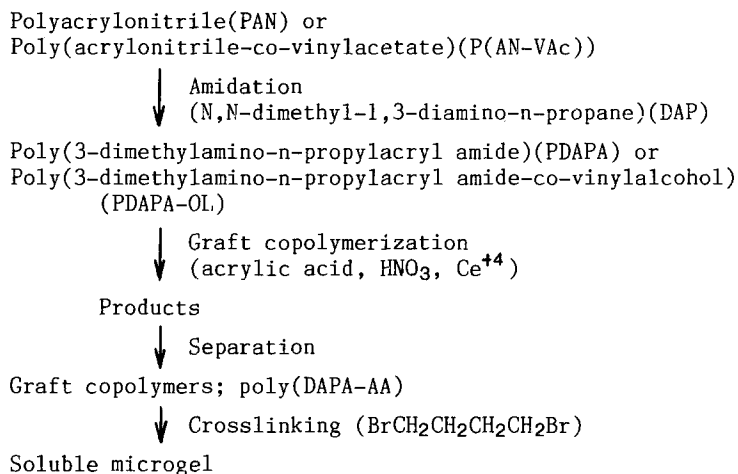 Polyacrylonitrile(PAN) or
Poly(acrylonitrile-co-vinylacetate)(P(AN-VAc))
Amidation
(N,N-dimethyl-1,3-diamino-n-propane)(DAP)
Poly(3-dimethylamino-n-propylacryl amide)(PDAPA) or
Poly(3-dimethylamino-n-propylacryl amide-co-vinylalcohol)
(PDAPA-OL)
Graft copolymerization
(acrylic acid, HNO₃, Ce⁺⁴)
Products
Separation
Graft copolymers; poly(DAPA-AA)
Crosslinking (BrCH₂CH₂CH₂CH₂Br)
Soluble microgel